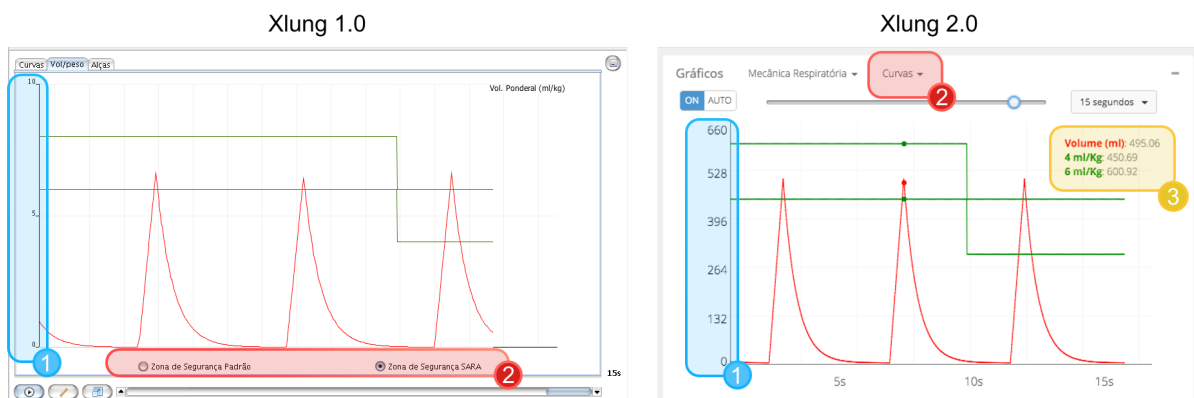 Xlung 1.0
Curvas Vol/peso Alças
10
Vol. Ponderal (ml/kg)
5
0
1
Zona de Segurança Padrão
Zona de Segurança SARA
2
15s
Xlung 2.0
Gráficos Mecânica Respiratória Curvas
2
ON AUTO
15 segundos
660
528
396
264
132
0
1
Volume (ml): 495.06
4 ml/Kg: 450.69
6 ml/Kg: 600.92
3
5s 10s 15s